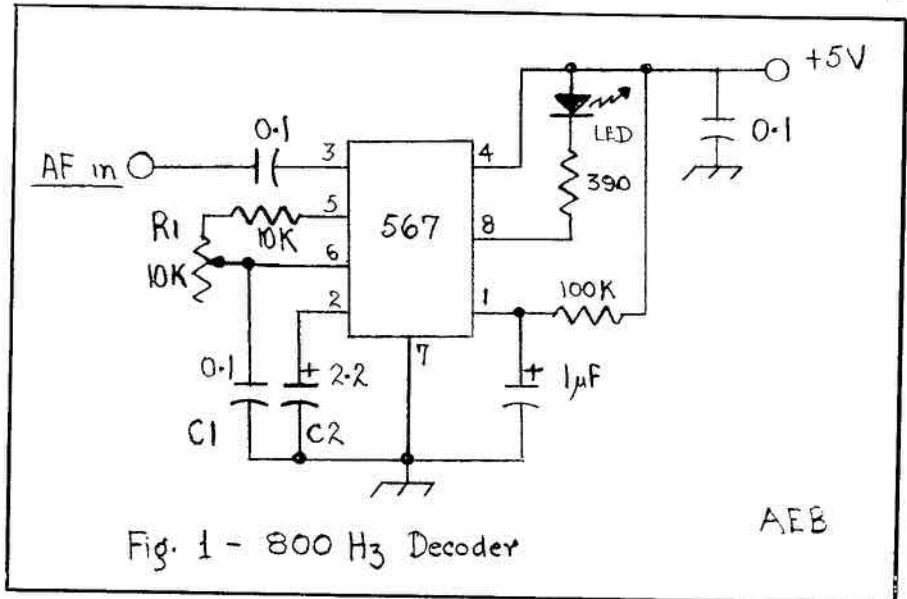 +5V
0.1
LED
0.1
AF in
3
4
390
5
567
R1
10K
8
10K
6
100K
2
1
7
0.1
+ 2.2
+
1µF
C1
C2
AEB
Fig. 1 - 800 Hz Decoder